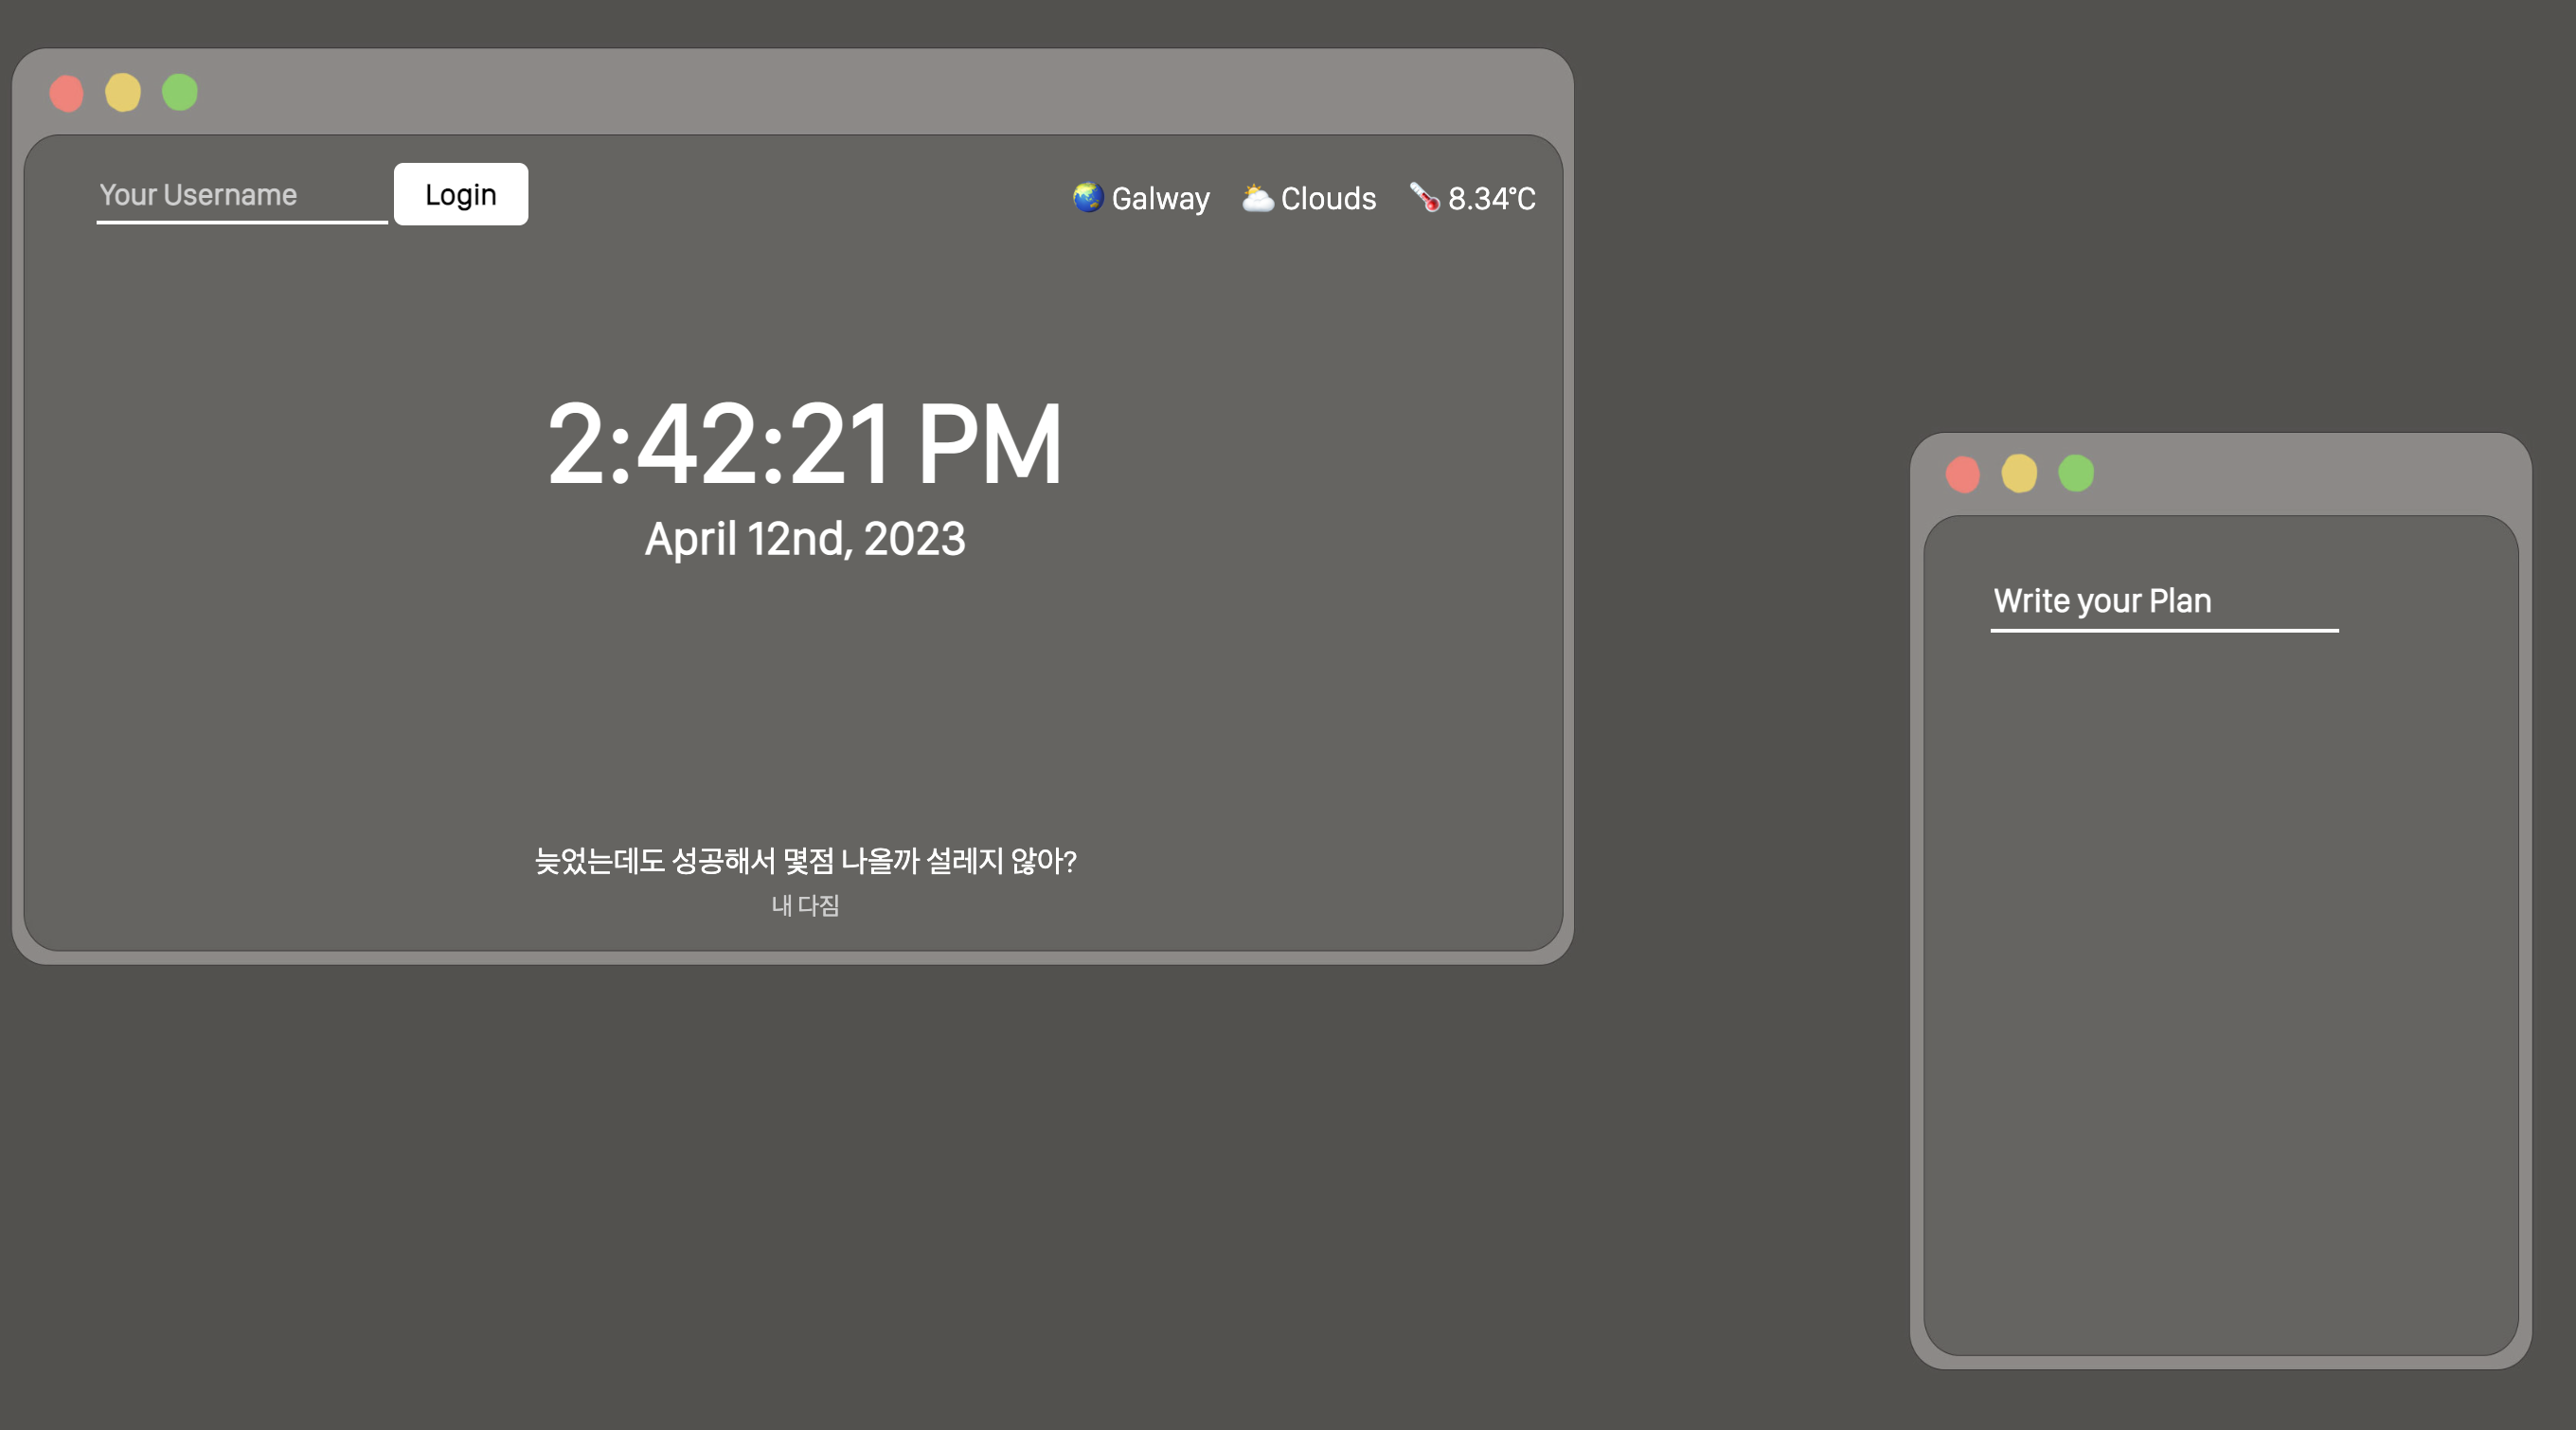 Your Username
Login
🌏 Galway ⛅ Clouds 🌡 8.34℃
2:42:21 PM
April 12nd, 2023
늦었는데도 성공해서 몇점 나올까 설레지 않아?
내 다짐
Write your Plan